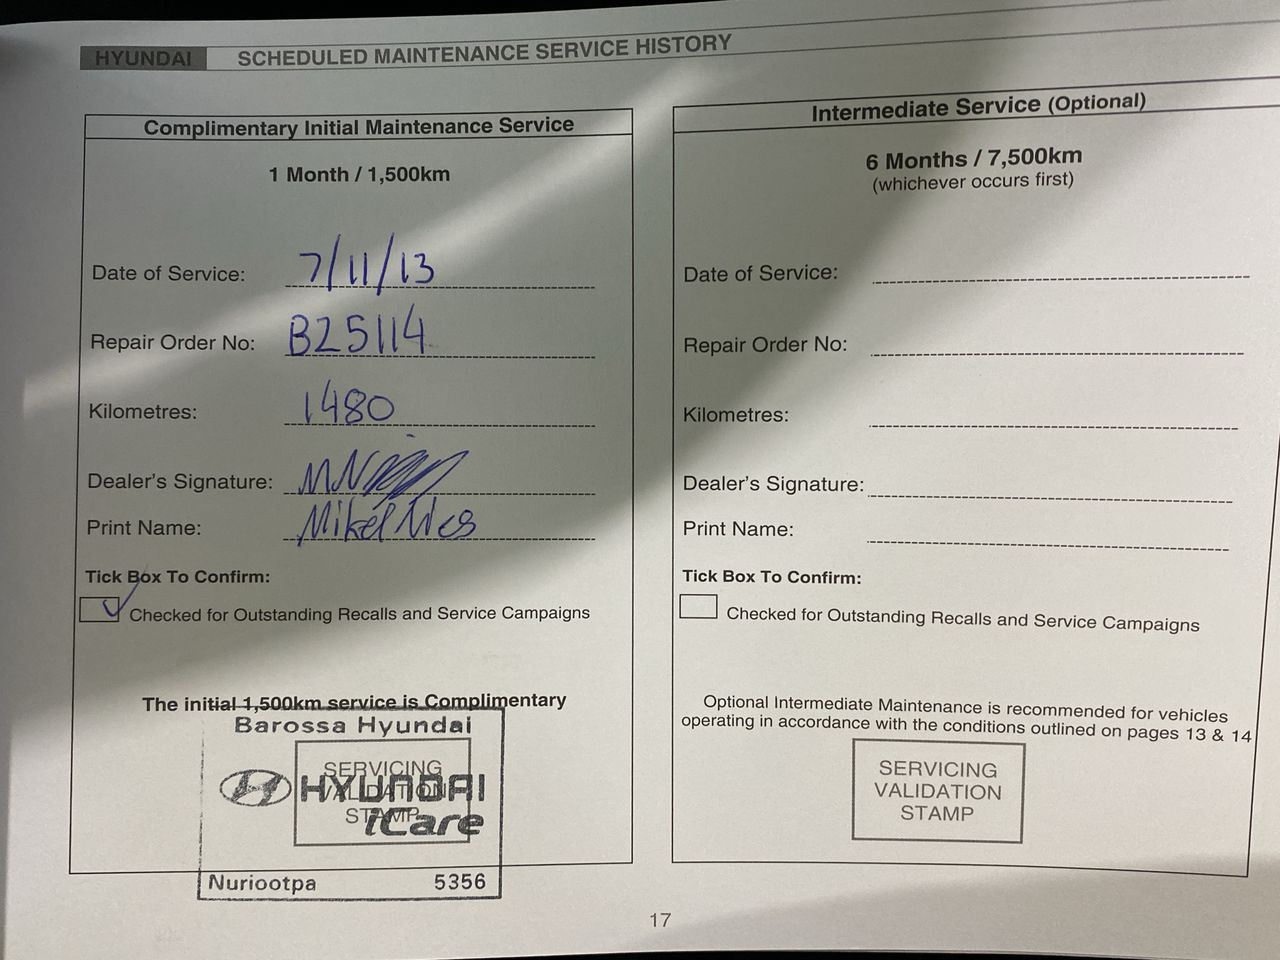 HYUNDAI SCHEDULED MAINTENANCE SERVICE HISTORY
Complimentary Initial Maintenance Service
1 Month / 1,500km
Date of Service: 7/11/13
Repair Order No: B25114
Kilometres: 1480
Dealer's Signature:
Print Name:
Tick Box To Confirm:
Checked for Outstanding Recalls and Service Campaigns
The initial 1,500km service is Complimentary
Barossa Hyundai
SERVICING
VALIDATION
STAMP
HYUNDAI
iCare
Nuriootpa 5356
Intermediate Service (Optional)
6 Months / 7,500km
(whichever occurs first)
Date of Service:
Repair Order No:
Kilometres:
Dealer's Signature:
Print Name:
Tick Box To Confirm:
Checked for Outstanding Recalls and Service Campaigns
Optional Intermediate Maintenance is recommended for vehicles
operating in accordance with the conditions outlined on pages 13 & 14
SERVICING
VALIDATION
STAMP
17